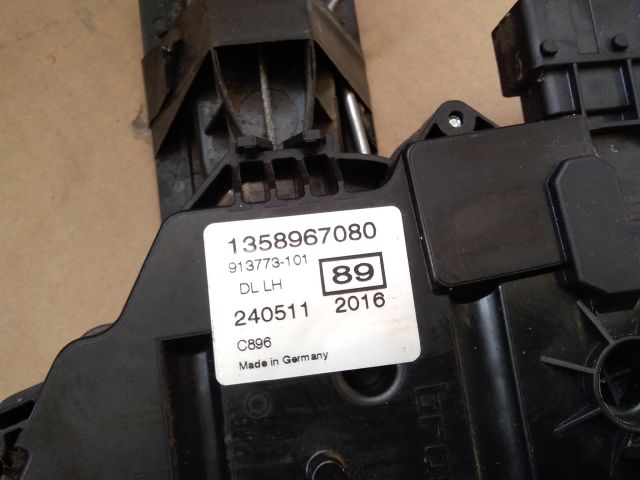 1358967080
913773-101
DL LH 89
240511 2016
C896
Made in Germany